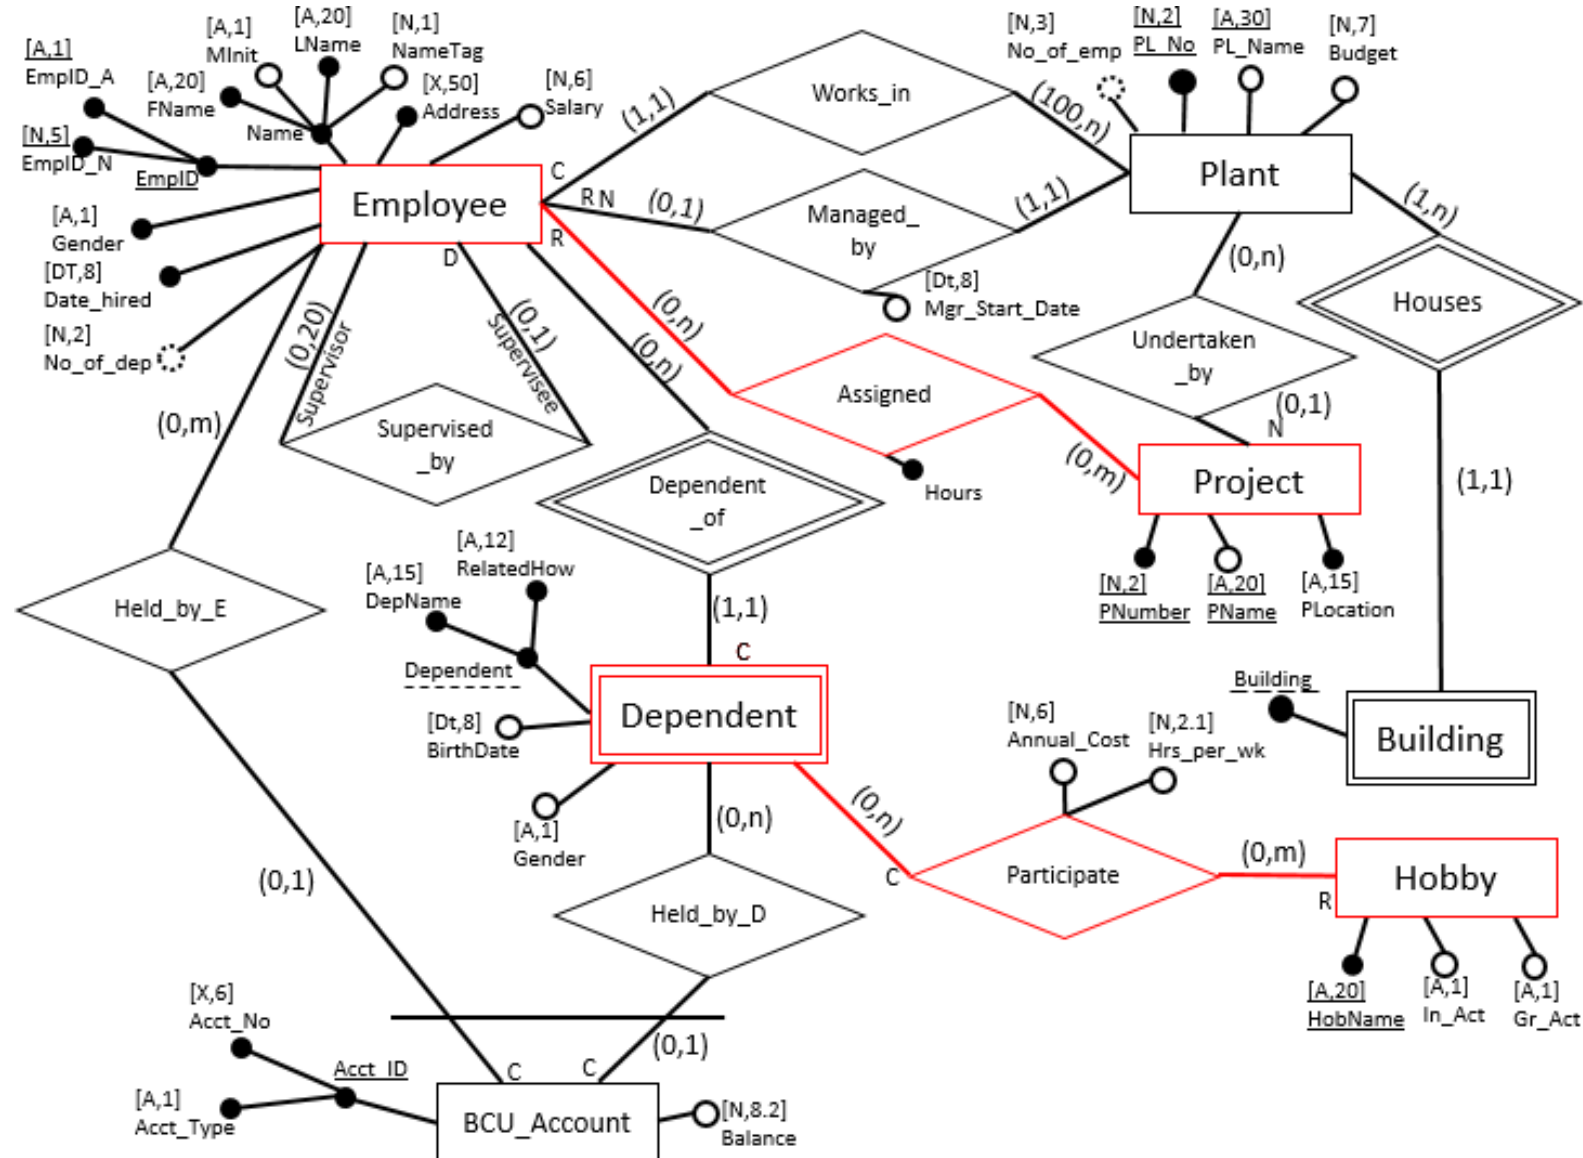 [A,1]
EmpID_A
[N,5]
EmpID_N
EmpID
[A,20]
FName
[A,1]
MInit
[A,20]
LName
[N,1]
NameTag
Name
[X,50]
Address
[N,6]
Salary
[A,1]
Gender
[DT,8]
Date_hired
[N,2]
No_of_dep
Employee
C
R N
R
D
(1,1)
Works_in
(100,n)
(0,1)
Managed_
by
(1,1)
[Dt,8]
Mgr_Start_Date
[N,3]
No_of_emp
[N,2]
PL_No
[A,30]
PL_Name
[N,7]
Budget
Plant
(1,n)
Houses
(1,1)
Building
Building
(0,n)
Undertaken
_by
(0,1)
N
Project
[N,2]
PNumber
[A,20]
PName
[A,15]
PLocation
(0,n)
Assigned
(0,m)
Hours
(0,20)
Supervisor
(0,1)
Supervisee
Supervised
_by
(0,n)
Dependent
_of
(1,1)
C
(0,m)
Held_by_E
(0,1)
[A,15]
DepName
[A,12]
RelatedHow
Dependent
[Dt,8]
BirthDate
[A,1]
Gender
Dependent
(0,n)
Held_by_D
(0,1)
(0,n)
C
Participate
[N,6]
Annual_Cost
[N,2.1]
Hrs_per_wk
(0,m)
R
Hobby
[A,20]
HobName
[A,1]
In_Act
[A,1]
Gr_Act
[X,6]
Acct_No
[A,1]
Acct_Type
Acct_ID
C
C
BCU_Account
[N,8.2]
Balance